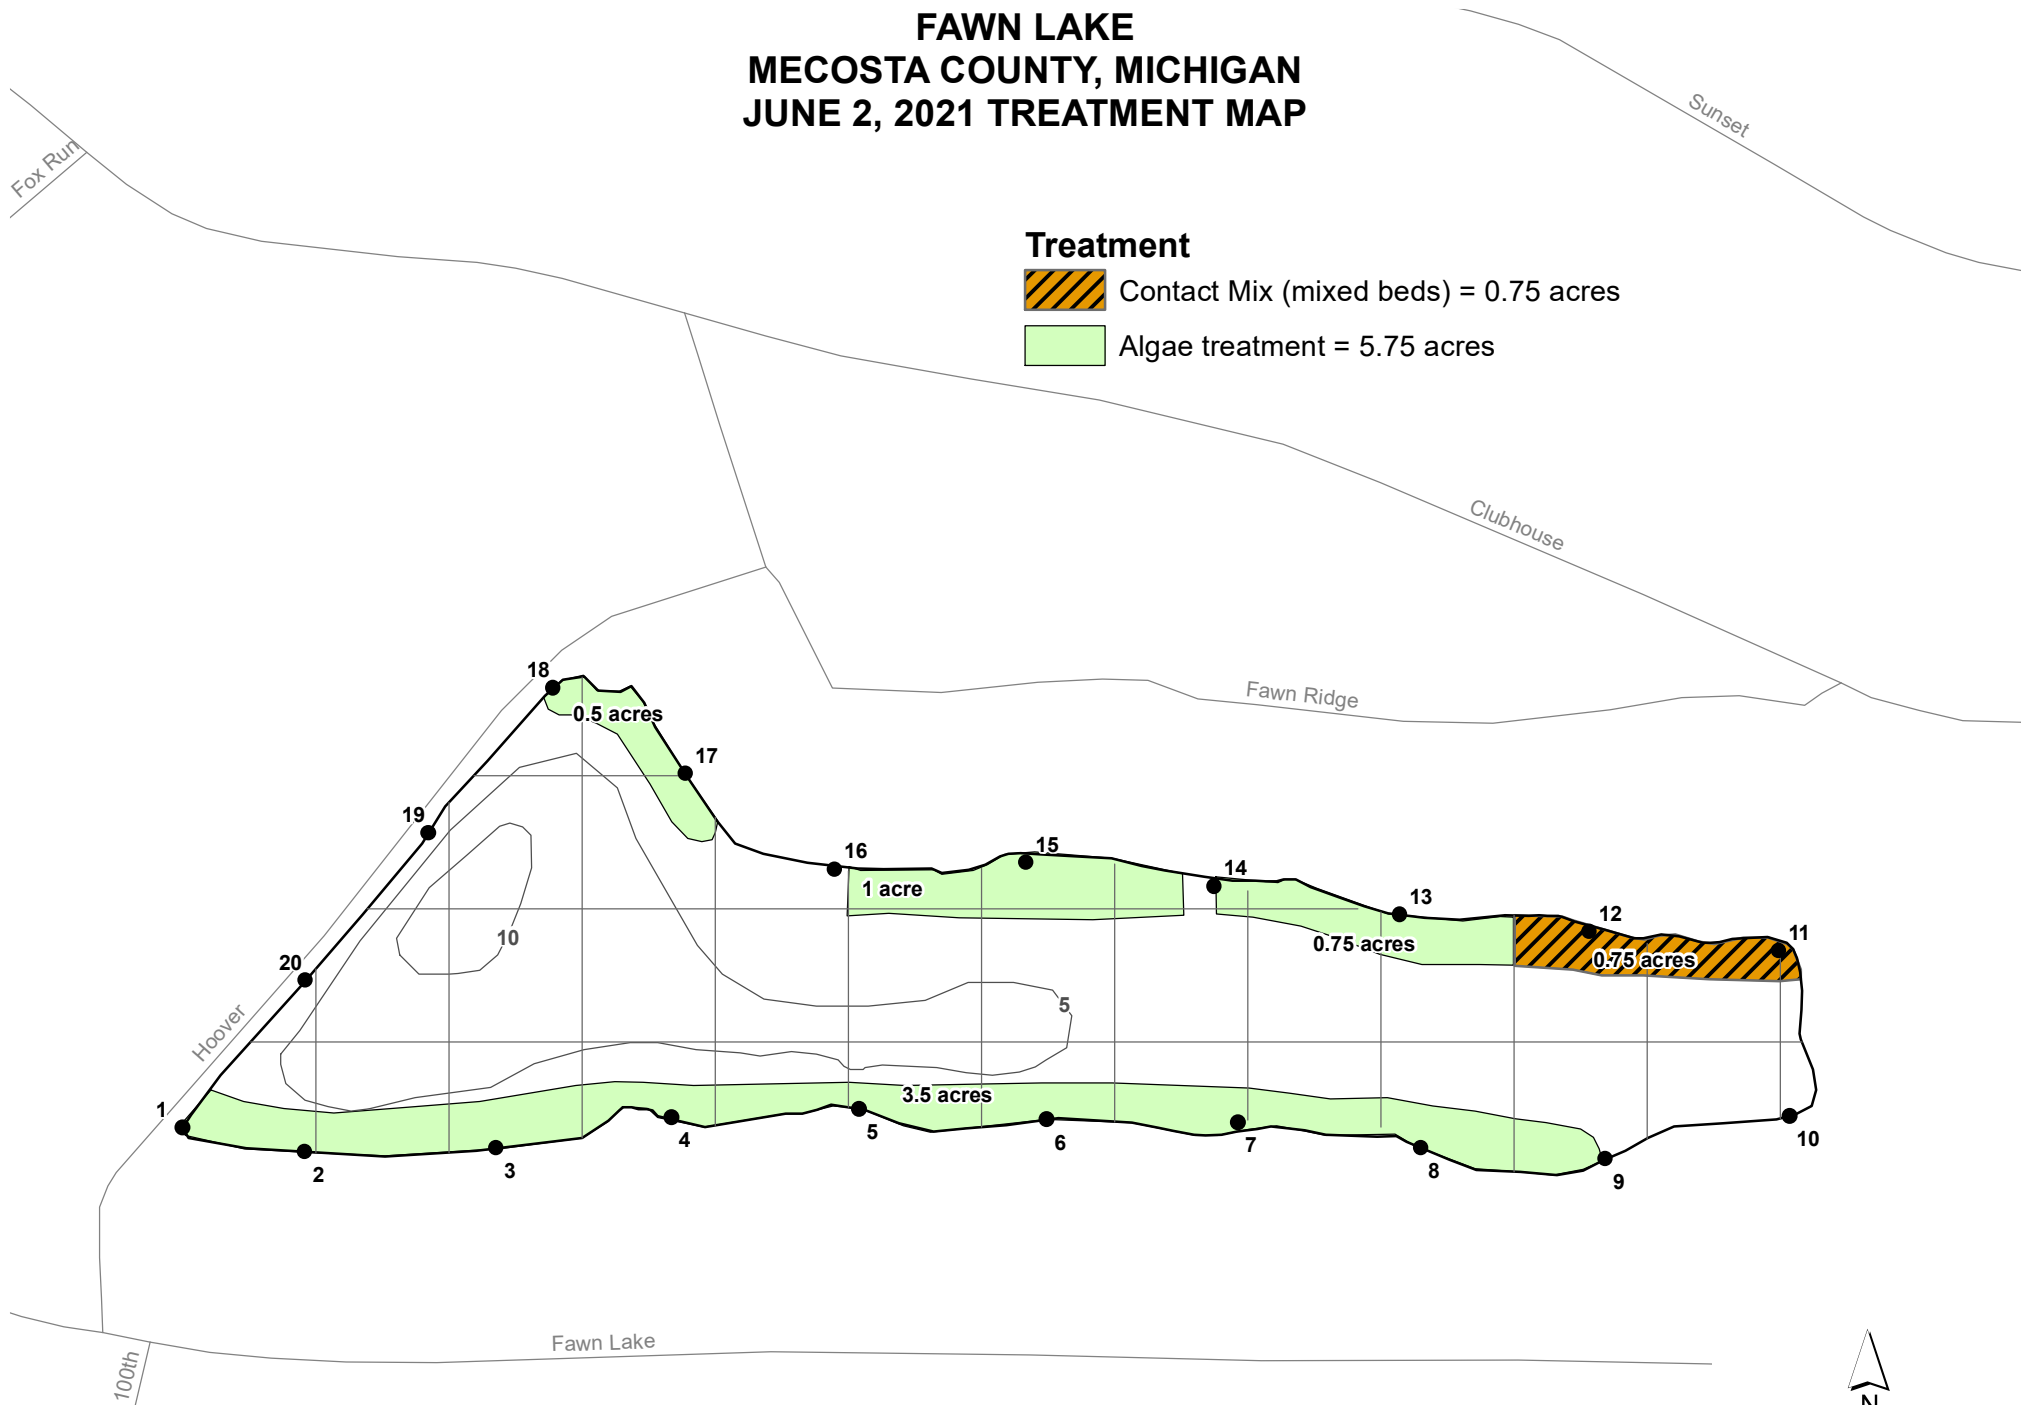 FAWN LAKE
MECOSTA COUNTY, MICHIGAN
JUNE 2, 2021 TREATMENT MAP
Sunset
Fox Run
Treatment
Contact Mix (mixed beds) = 0.75 acres
Algae treatment = 5.75 acres
Clubhouse
Fawn Ridge
18
0.5 acres
17
19
16
15
14
1 acre
13
12
11
10
0.75 acres
0.75 acres
20
5
Hoover
3.5 acres
1
2
3
4
5
6
7
8
9
10
Fawn Lake
100th
N